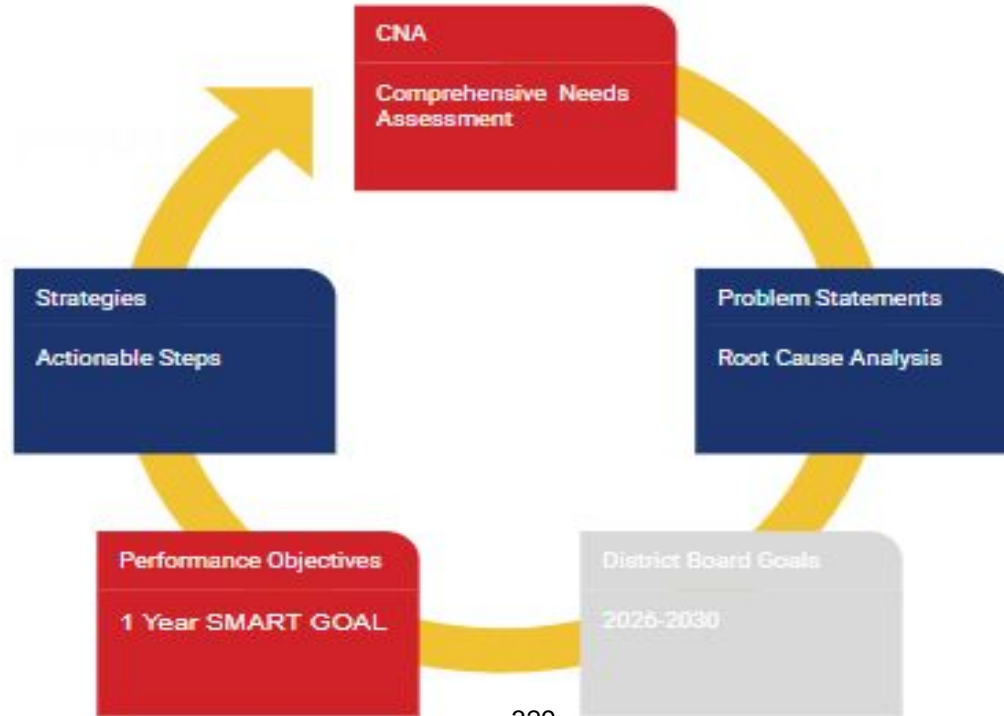 CNA
Comprehensive Needs
Assessment
Problem Statements
Root Cause Analysis
District Board Goals
2026-2030
Performance Objectives
1 Year SMART GOAL
Strategies
Actionable Steps